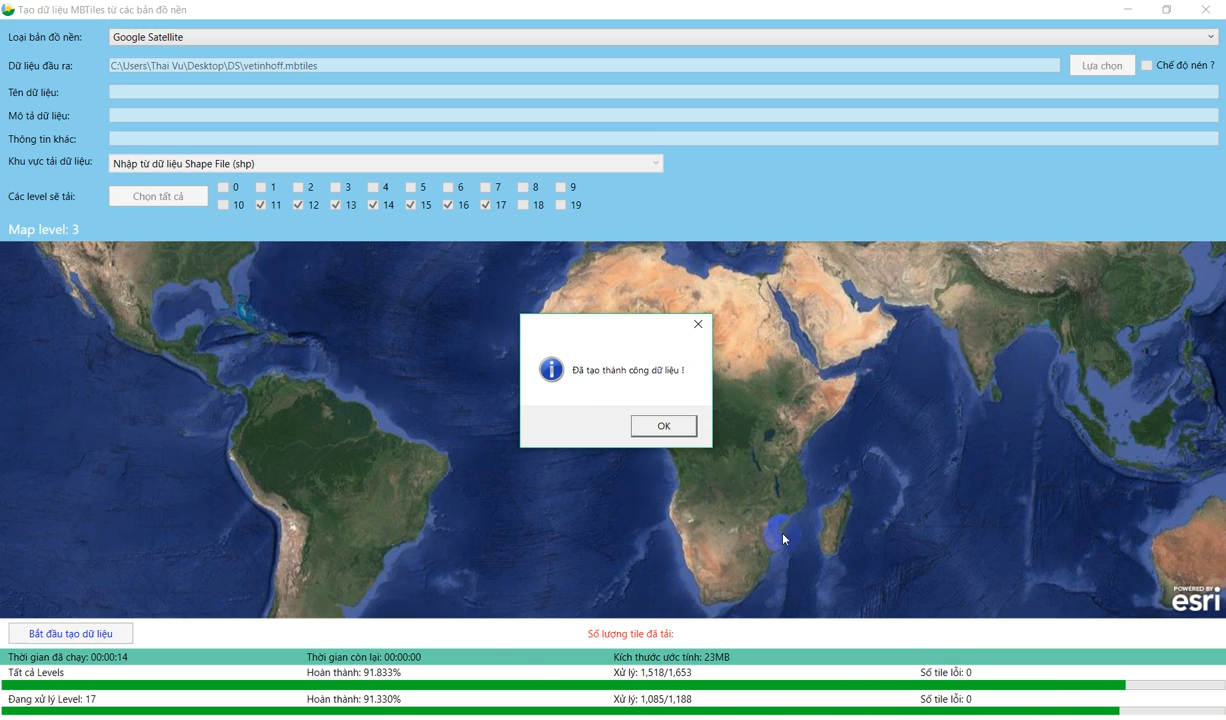 Tạo dữ liệu MBTiles từ các bản đồ nền
Loại bản đồ nền: Google Satellite
Dữ liệu đầu ra: C:\Users\Thai Vu\Desktop\DS\vetinhoff.mbtiles Lựa chọn Chế độ nén ?
Tên dữ liệu:
Mô tả dữ liệu:
Thông tin khác:
Khu vực tải dữ liệu: Nhập từ dữ liệu Shape File (shp)
0 1 2 3 4 5 6 7 8 9
Các level sẽ tải: Chọn tất cả
10 11 12 13 14 15 16 17 18 19
Map level: 3
Đã tạo thành công dữ liệu !
OK
POWERED BY
esri
Bắt đầu tạo dữ liệu Số lượng tile đã tải:
Thời gian đã chạy: 00:00:14 Thời gian còn lại: 00:00:00 Kích thước ước tính: 23MB
Tất cả Levels Hoàn thành: 91.833% Xử lý: 1,518/1,653 Số tile lỗi: 0
Đang xử lý Level: 17 Hoàn thành: 91.330% Xử lý: 1,085/1,188 Số tile lỗi: 0